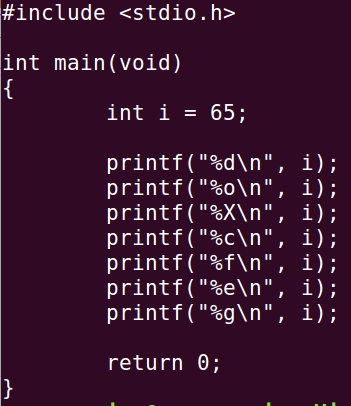 #include <stdio.h>
int main(void)
{
        int i = 65;
        printf("%d\n", i);
        printf("%o\n", i);
        printf("%X\n", i);
        printf("%c\n", i);
        printf("%f\n", i);
        printf("%e\n", i);
        printf("%g\n", i);
        return 0;
}